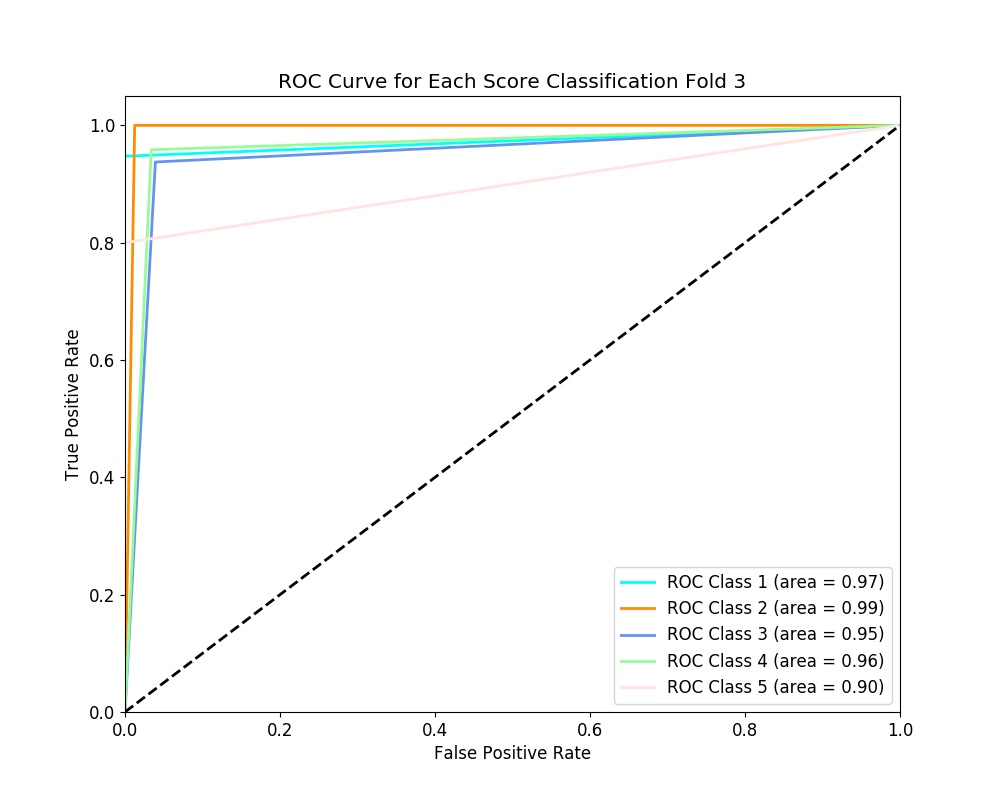 ROC Curve for Each Score Classification Fold 3
1.0
0.8
0.6
0.4
0.2
0.0
True Positive Rate
0.0 0.2 0.4 0.6 0.8 1.0
False Positive Rate
ROC Class 1 (area = 0.97)
ROC Class 2 (area = 0.99)
ROC Class 3 (area = 0.95)
ROC Class 4 (area = 0.96)
ROC Class 5 (area = 0.90)